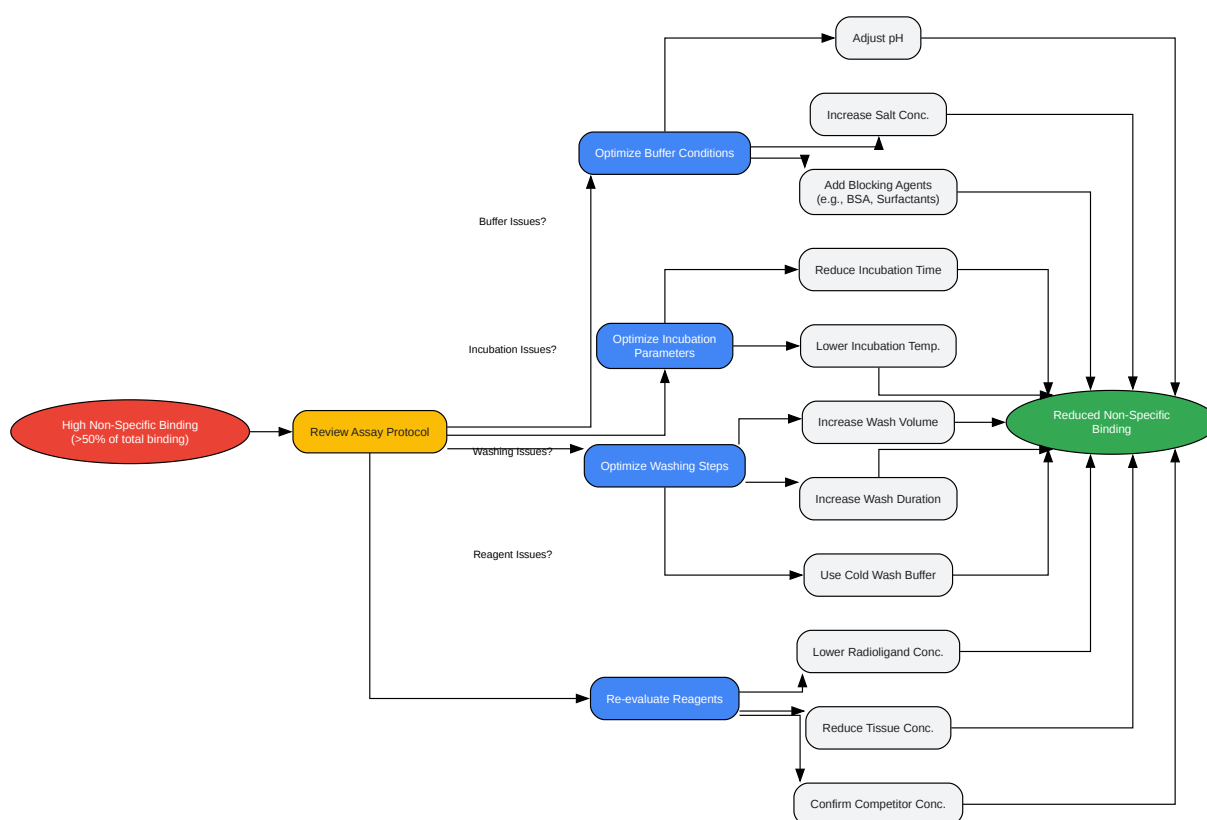 Adjust pH
Increase Salt Conc.
Optimize Buffer Conditions
Add Blocking Agents
(e.g., BSA, Surfactants)
Buffer Issues?
Reduce Incubation Time
Optimize Incubation
Parameters
Lower Incubation Temp.
Incubation Issues?
High Non-Specific Binding
(>50% of total binding)
Review Assay Protocol
Increase Wash Volume
Reduced Non-Specific
Binding
Washing Issues?
Optimize Washing Steps
Increase Wash Duration
Reagent Issues?
Use Cold Wash Buffer
Lower Radioligand Conc.
Re-evaluate Reagents
Reduce Tissue Conc.
Confirm Competitor Conc.